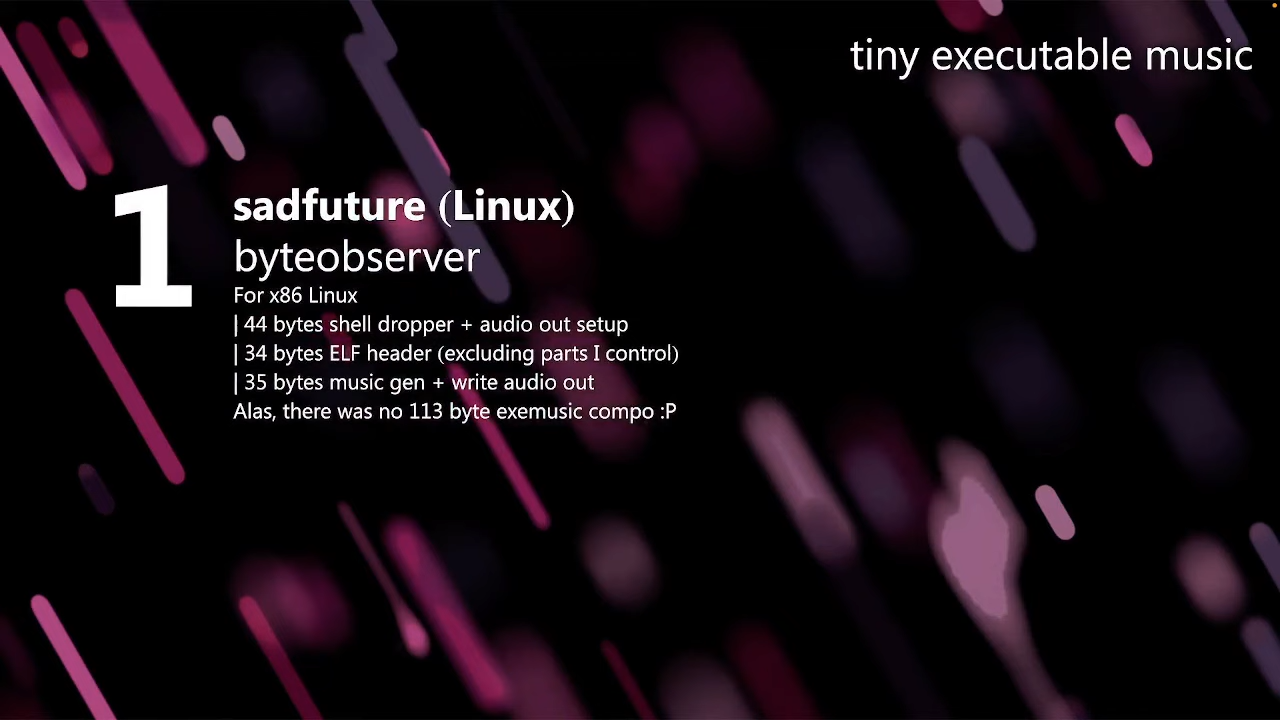 tiny executable music
1
sadfuture (Linux)
byteobserver
For x86 Linux
| 44 bytes shell dropper + audio out setup
| 34 bytes ELF header (excluding parts I control)
| 35 bytes music gen + write audio out
Alas, there was no 113 byte exemusic compo :P